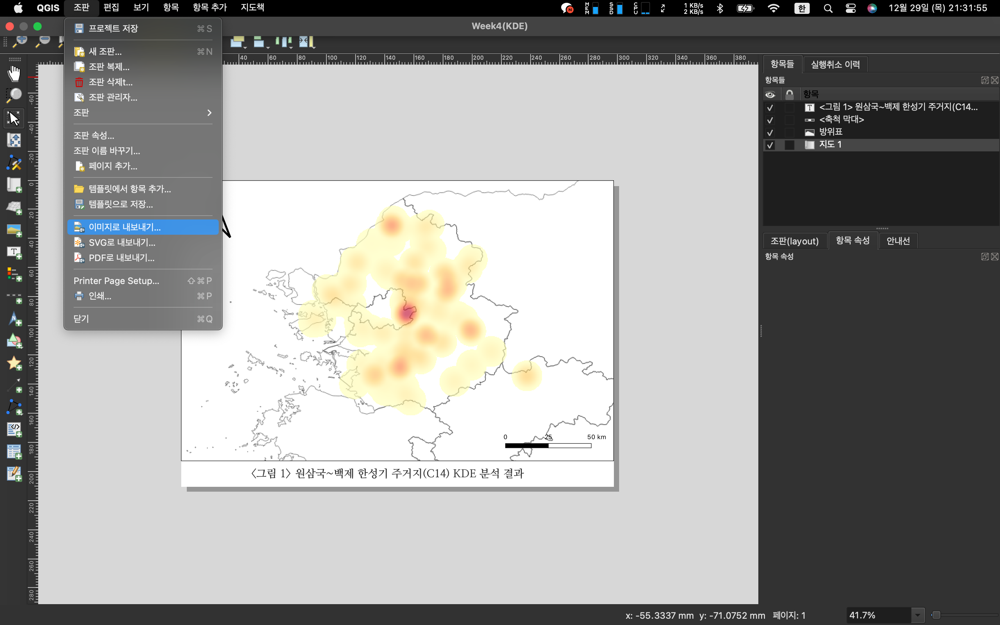 QGIS 조판 편집 보기 항목 항목 추가 지도책
MEM SSD CPU 1 KB/s 2 KB/s 한 12월 29일 (목) 21:31:55
Week4(KDE)
프로젝트 저장 ⌘S
새 조판... ⌘N
조판 복제...
조판 삭제t...
조판 관리자...
조판
조판 속성...
조판 이름 바꾸기...
페이지 추가...
템플릿에서 항목 추가...
템플릿으로 저장...
이미지로 내보내기...
SVG로 내보내기...
PDF로 내보내기...
Printer Page Setup... ⇧⌘P
인쇄... ⌘P
닫기 ⌘Q
40 60 80 100 120 140 160 180 200 220 240 260 280 300 320 340 360 380
-60
-40
-20
0
20
40
60
80
100
120
140
160
180
200
220
240
260
280
0 25 50 km
〈그림 1〉 원삼국~백제 한성기 주거지(C14) KDE 분석 결과
항목들 실행취소 이력
항목들
항목
<그림 1> 원삼국~백제 한성기 주거지(C14...
<축척 막대>
방위표
지도 1
조판(layout) 항목 속성 안내선
항목 속성
x: -55.3337 mm y: -71.0752 mm 페이지: 1 41.7%